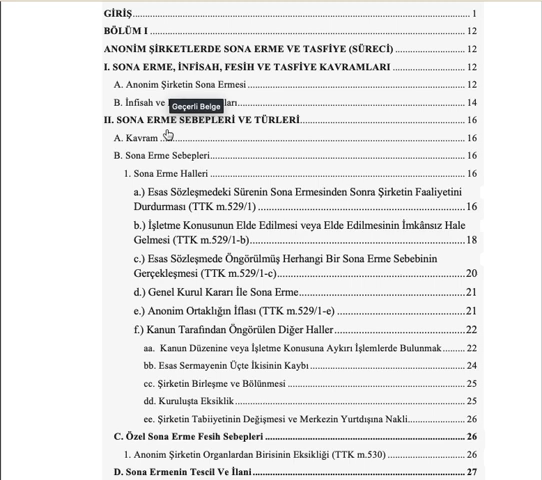 GİRİŞ 1
BÖLÜM I 12
ANONİM ŞİRKETLERDE SONA ERME VE TASFİYE (SÜRECİ) 12
I. SONA ERME, İNFİSAH, FESİH VE TASFİYE KAVRAMLARI 12
A. Anonim Şirketin Sona Ermesi 12
B. İnfisah ve ları 14
Geçerli Belge
II. SONA ERME SEBEPLERİ VE TÜRLERİ 16
A. Kavram 16
B. Sona Erme Sebepleri 16
1. Sona Erme Halleri 16
a.) Esas Sözleşmedeki Sürenin Sona Ermesinden Sonra Şirketin Faaliyetini
Durdurması (TTK m.529/1) 16
b.) İşletme Konusunun Elde Edilmesi veya Elde Edilmesinin İmkânsız Hale
Gelmesi (TTK m.529/1-b) 18
c.) Esas Sözleşmede Öngörülmüş Herhangi Bir Sona Erme Sebebinin
Gerçekleşmesi (TTK m.529/1-c) 20
d.) Genel Kurul Kararı İle Sona Erme 21
e.) Anonim Ortaklığın İflası (TTK m.529/1-e) 21
f.) Kanun Tarafından Öngörülen Diğer Haller 22
aa. Kanun Düzenine veya İşletme Konusuna Aykırı İşlemlerde Bulunmak 22
bb. Esas Sermayenin Üçte İkisinin Kaybı 24
cc. Şirketin Birleşme ve Bölünmesi 25
dd. Kuruluşta Eksiklik 25
ee. Şirketin Tabiiyetinin Değişmesi ve Merkezin Yurtdışına Nakli 26
C. Özel Sona Erme Fesih Sebepleri 26
1. Anonim Şirketin Organlardan Birisinin Eksikliği (TTK m.530) 26
D. Sona Ermenin Tescil Ve İlani 27